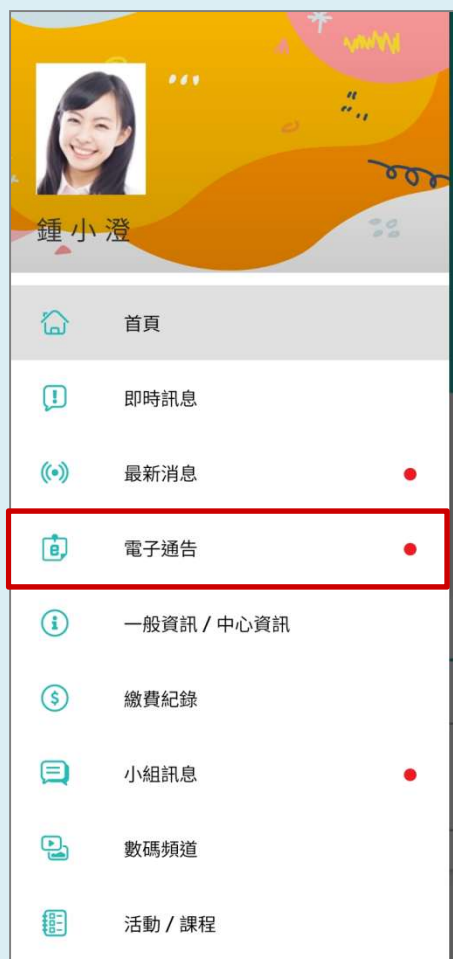 鍾小澄
首頁
即時訊息
最新消息
電子通告
一般資訊 / 中心資訊
繳費紀錄
小組訊息
數碼頻道
活動 / 課程